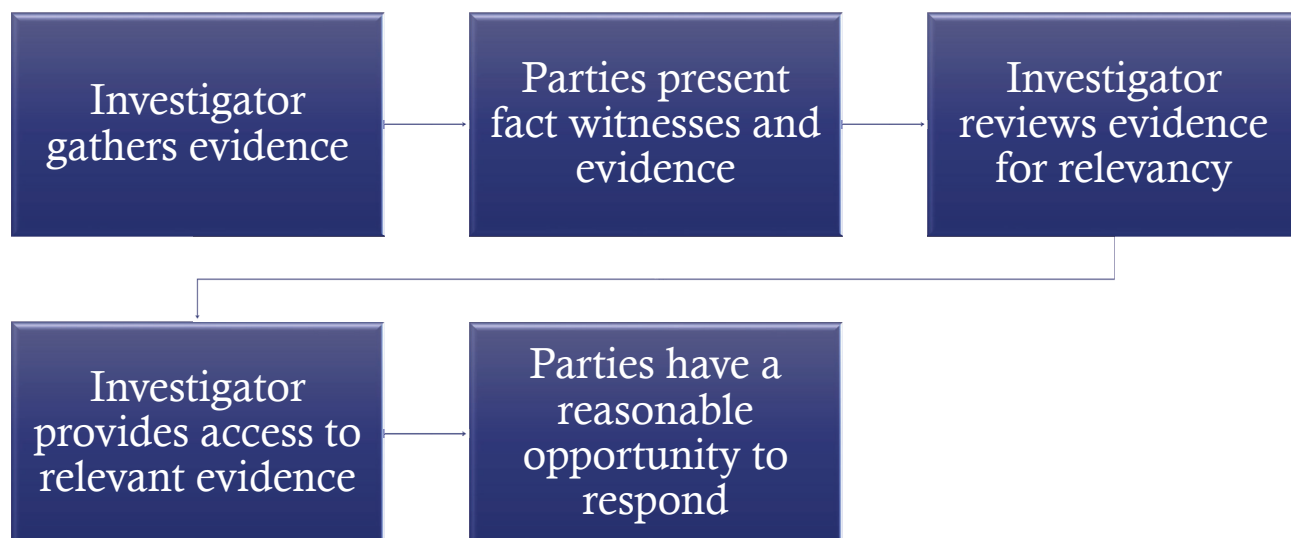 Investigator
gathers evidence
Parties present
fact witnesses and
evidence
Investigator
reviews evidence
for relevancy
Investigator
provides access to
relevant evidence
Parties have a
reasonable
opportunity to
respond